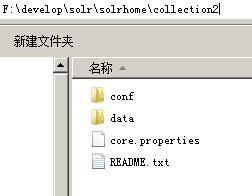 F:\develop\solr\solrhome\collection2
新建文件夹
名称
conf
data
core.properties
README.txt